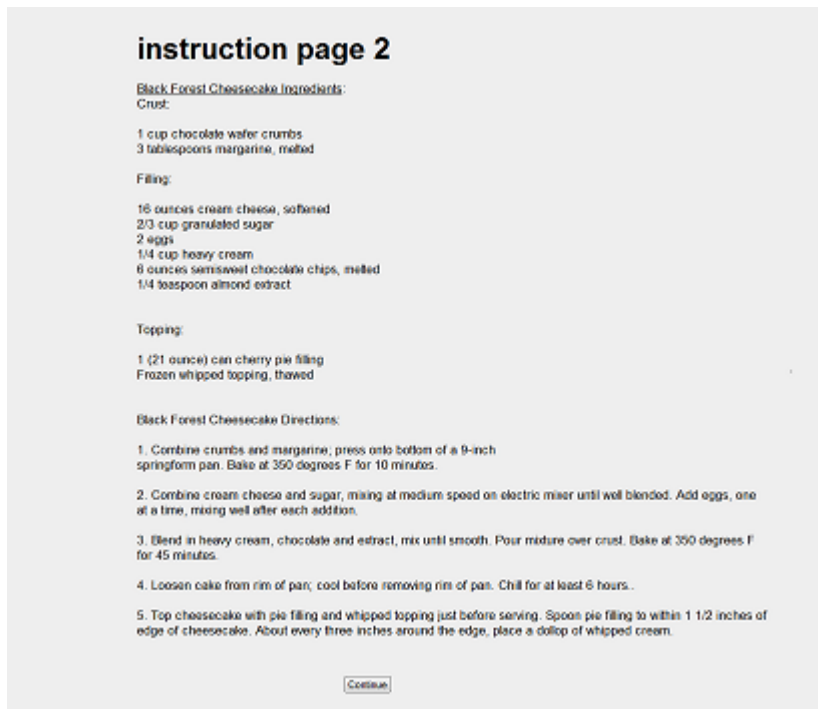 instruction page 2
Black Forest Cheesecake Ingredients:
Crust:
1 cup chocolate wafer crumbs
3 tablespoons margarine, melted
Filling:
16 ounces cream cheese, softened
2/3 cup granulated sugar
2 eggs
1/4 cup heavy cream
6 ounces semisweet chocolate chips, melted
1/4 teaspoon almond extract
Topping:
1 (21 ounce) can cherry pie filling
Frozen whipped topping, thawed
Black Forest Cheesecake Directions:
1. Combine crumbs and margarine; press onto bottom of a 9-inch
springform pan. Bake at 350 degrees F for 10 minutes.
2. Combine cream cheese and sugar, mixing at medium speed on electric mixer until well blended. Add eggs, one
at a time, mixing well after each addition.
3. Blend in heavy cream, chocolate and extract, mix until smooth. Pour mixture over crust. Bake at 350 degrees F
for 45 minutes.
4. Loosen cake from rim of pan; cool before removing rim of pan. Chill for at least 6 hours..
5. Top cheesecake with pie filling and whipped topping just before serving. Spoon pie filling to within 1 1/2 inches of
edge of cheesecake. About every three inches around the edge, place a dollop of whipped cream.
Continue